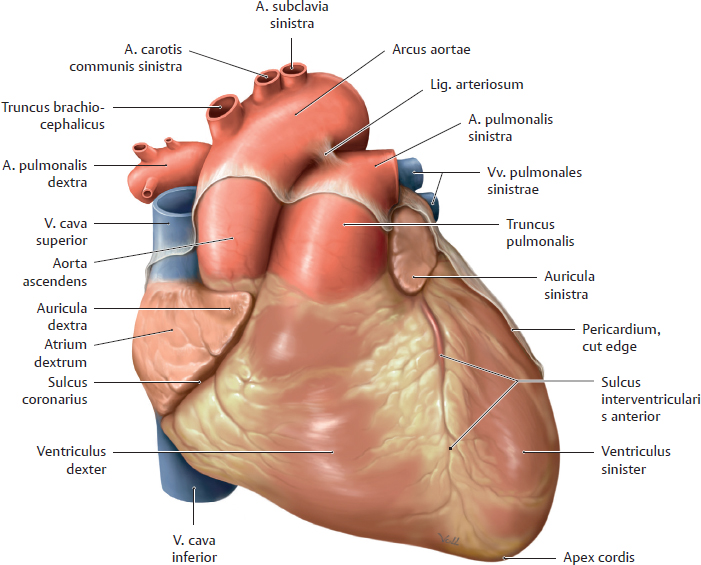 A. subclavia
sinistra
A. carotis
communis sinistra
Arcus aortae
Lig. arteriosum
Truncus brachio-
cephalicus
A. pulmonalis
sinistra
A. pulmonalis
dextra
Vv. pulmonales
sinistrae
V. cava
superior
Truncus
pulmonalis
Aorta
ascendens
Auricula
sinistra
Auricula
dextra
Atrium
dextrum
Pericardium,
cut edge
Sulcus
coronarius
Sulcus
interventriculari
s anterior
Ventriculus
dexter
Ventriculus
sinister
V. cava
inferior
Apex cordis